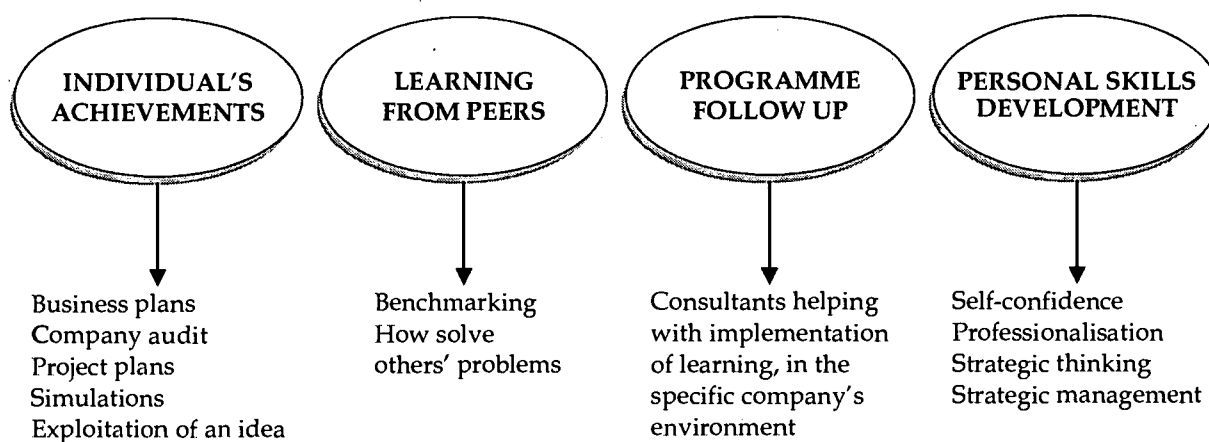 INDIVIDUAL'S
ACHIEVEMENTS
LEARNING
FROM PEERS
PROGRAMME
FOLLOW UP
PERSONAL SKILLS
DEVELOPMENT
Business plans
Company audit
Project plans
Simulations
Exploitation of an idea
Benchmarking
How solve
others' problems
Consultants helping
with implementation
of learning, in the
specific company's
environment
Self-confidence
Professionalisation
Strategic thinking
Strategic management